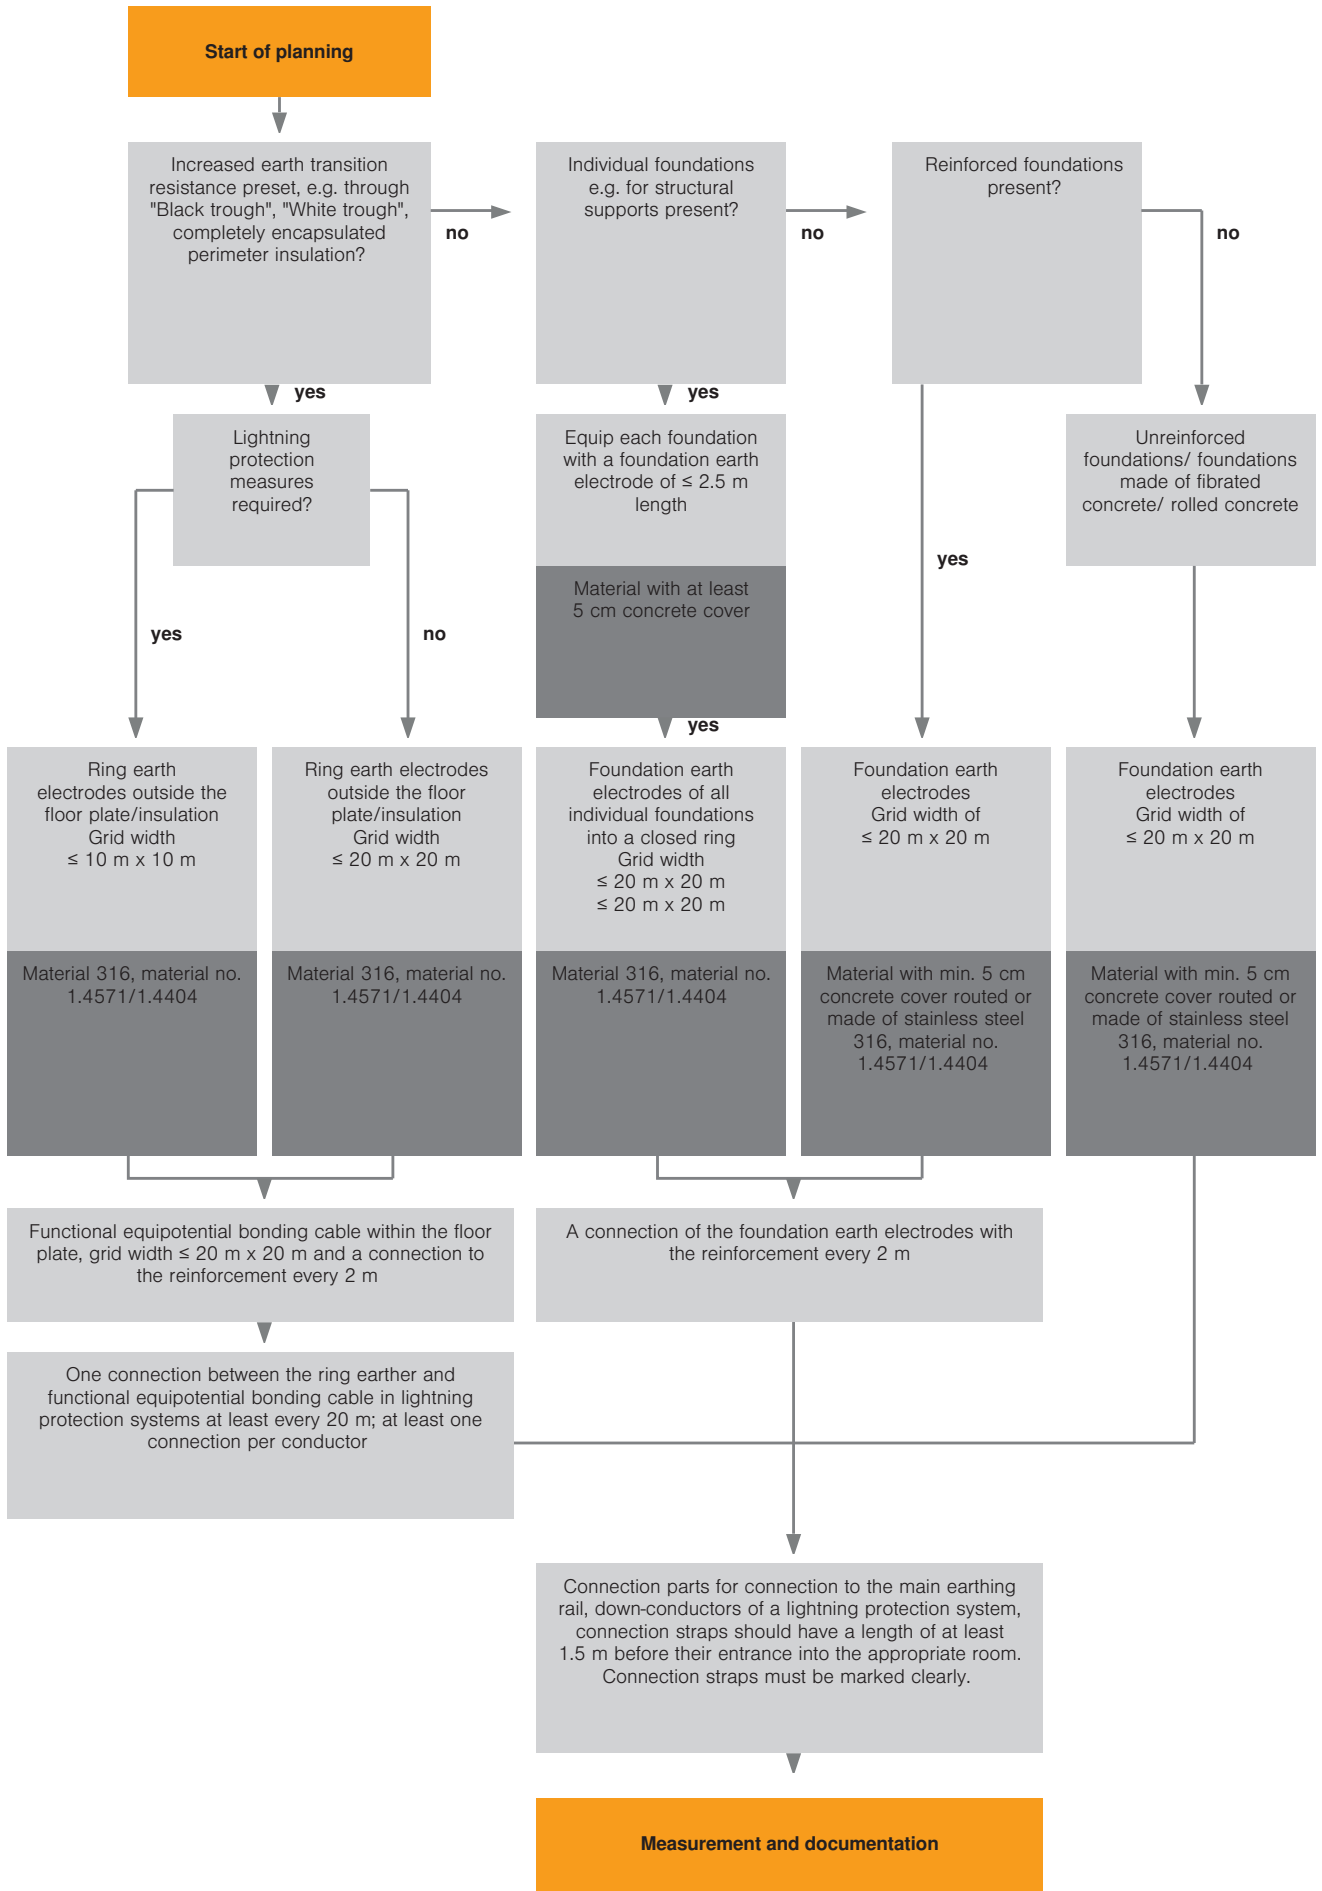 Start of planning
Increased earth transition
resistance preset, e.g. through
"Black trough", "White trough",
completely encapsulated
perimeter insulation?
no
Individual foundations
e.g. for structural
supports present?
no
Reinforced foundations
present?
no
yes
yes
Lightning
protection
measures
required?
Equip each foundation
with a foundation earth
electrode of ≤ 2.5 m
length
Unreinforced
foundations/ foundations
made of fibrated
concrete/ rolled concrete
Material with at least
5 cm concrete cover
yes
yes
no
yes
Ring earth
electrodes outside the
floor plate/insulation
Grid width
≤ 10 m x 10 m
Ring earth electrodes
outside the floor
plate/insulation
Grid width
≤ 20 m x 20 m
Foundation earth
electrodes of all
individual foundations
into a closed ring
Grid width
≤ 20 m x 20 m
≤ 20 m x 20 m
Foundation earth
electrodes
Grid width of
≤ 20 m x 20 m
Foundation earth
electrodes
Grid width of
≤ 20 m x 20 m
Material 316, material no.
1.4571/1.4404
Material 316, material no.
1.4571/1.4404
Material 316, material no.
1.4571/1.4404
Material with min. 5 cm
concrete cover routed or
made of stainless steel
316, material no.
1.4571/1.4404
Material with min. 5 cm
concrete cover routed or
made of stainless steel
316, material no.
1.4571/1.4404
Functional equipotential bonding cable within the floor
plate, grid width ≤ 20 m x 20 m and a connection to
the reinforcement every 2 m
A connection of the foundation earth electrodes with
the reinforcement every 2 m
One connection between the ring earther and
functional equipotential bonding cable in lightning
protection systems at least every 20 m; at least one
connection per conductor
Connection parts for connection to the main earthing
rail, down-conductors of a lightning protection system,
connection straps should have a length of at least
1.5 m before their entrance into the appropriate room.
Connection straps must be marked clearly.
Measurement and documentation